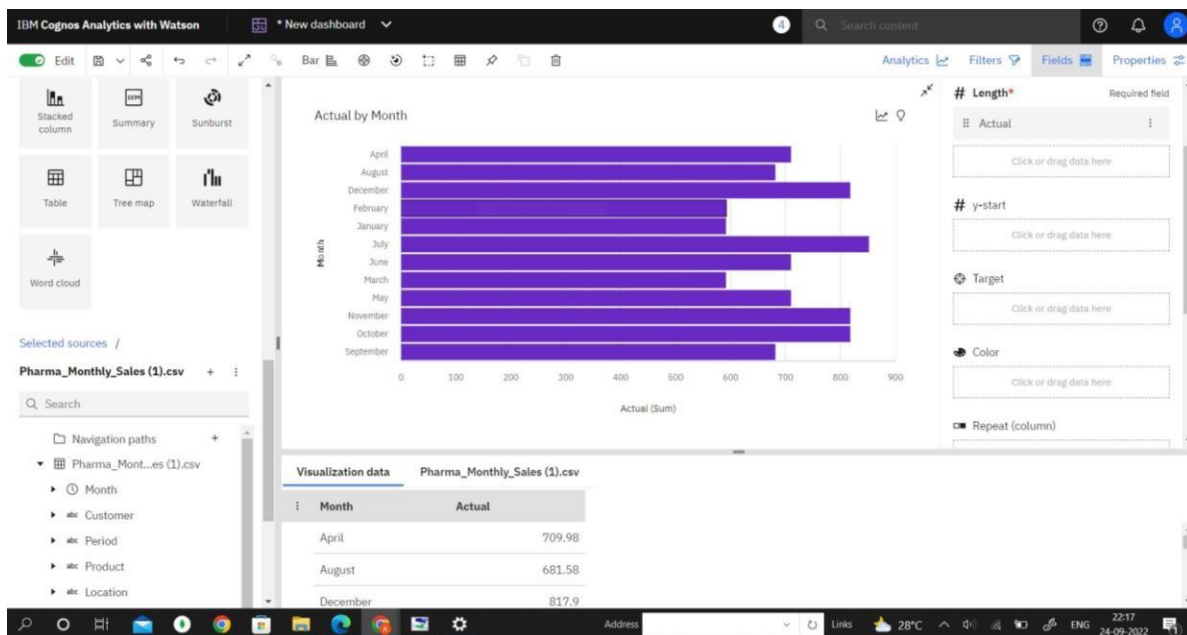 IBM Cognos Analytics with Watson
* New dashboard
4
Search content
Edit
Bar
Analytics
Filters
Fields
Properties
Stacked column
Summary
Sunburst
Table
Tree map
Waterfall
Word cloud
Selected sources /
Pharma_Monthly_Sales (1).csv
Search
Navigation paths
Pharma_Mont...es (1).csv
Month
Customer
Period
Product
Location
abc
abc
abc
abc
Actual by Month
Month
April
August
December
February
January
July
June
March
May
November
October
September
0 100 200 300 400 500 600 700 800 900
Actual (Sum)
# Length* Required field
# Actual
Click or drag data here
# y-start
Click or drag data here
Target
Click or drag data here
Color
Click or drag data here
Repeat (column)
Visualization data Pharma_Monthly_Sales (1).csv
Month Actual
April 709.98
August 681.58
December 817.9
Address
Links
28°C
ENG
22:17
24-09-2022